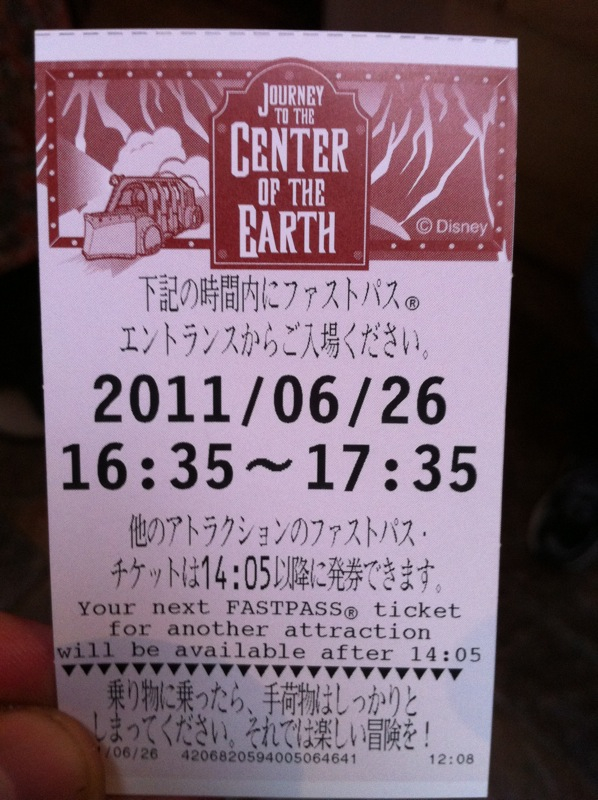 JOURNEY
TO THE
CENTER
OF THE
EARTH
© Disney
下記の時間内にファストパス®
エントランスからご入場ください。
2011/06/26
16:35〜17:35
他のアトラクションのファストパス・
チケットは14:05以降に発券できます。
Your next FASTPASS® ticket
for another attraction
will be available after 14:05
乗り物に乗ったら、手荷物はしっかりと
しまってください。それでは楽しい冒険を！
/06/26 4206820594005064641 12:08